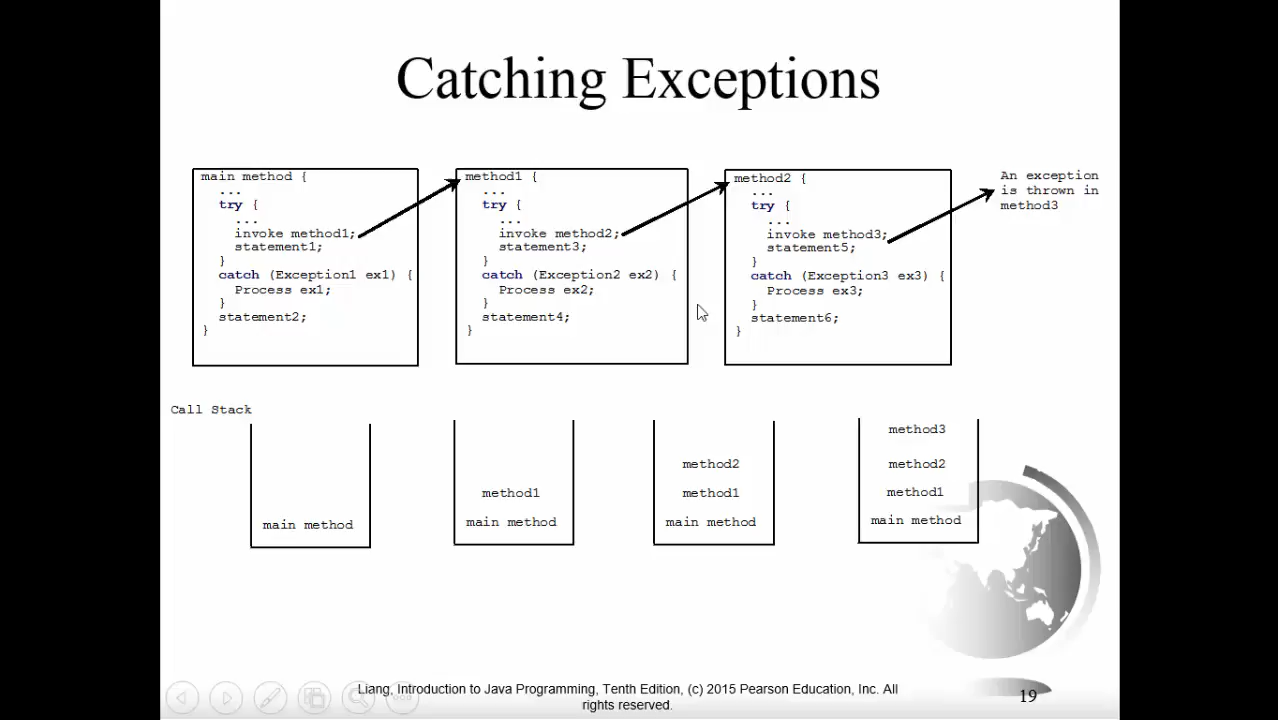 Catching Exceptions
main method {
...
try {
...
invoke method1;
statement1;
}
catch (Exception1 ex1) {
Process ex1;
}
statement2;
}
method1 {
...
try {
...
invoke method2;
statement3;
}
catch (Exception2 ex2) {
Process ex2;
}
statement4;
}
method2 {
...
try {
...
invoke method3;
statement5;
}
catch (Exception3 ex3) {
Process ex3;
}
statement6;
}
An exception
is thrown in
method3
Call Stack
main method
method1
main method
method2
method1
main method
method3
method2
method1
main method
Liang, Introduction to Java Programming, Tenth Edition, (c) 2015 Pearson Education, Inc. All
rights reserved.
19